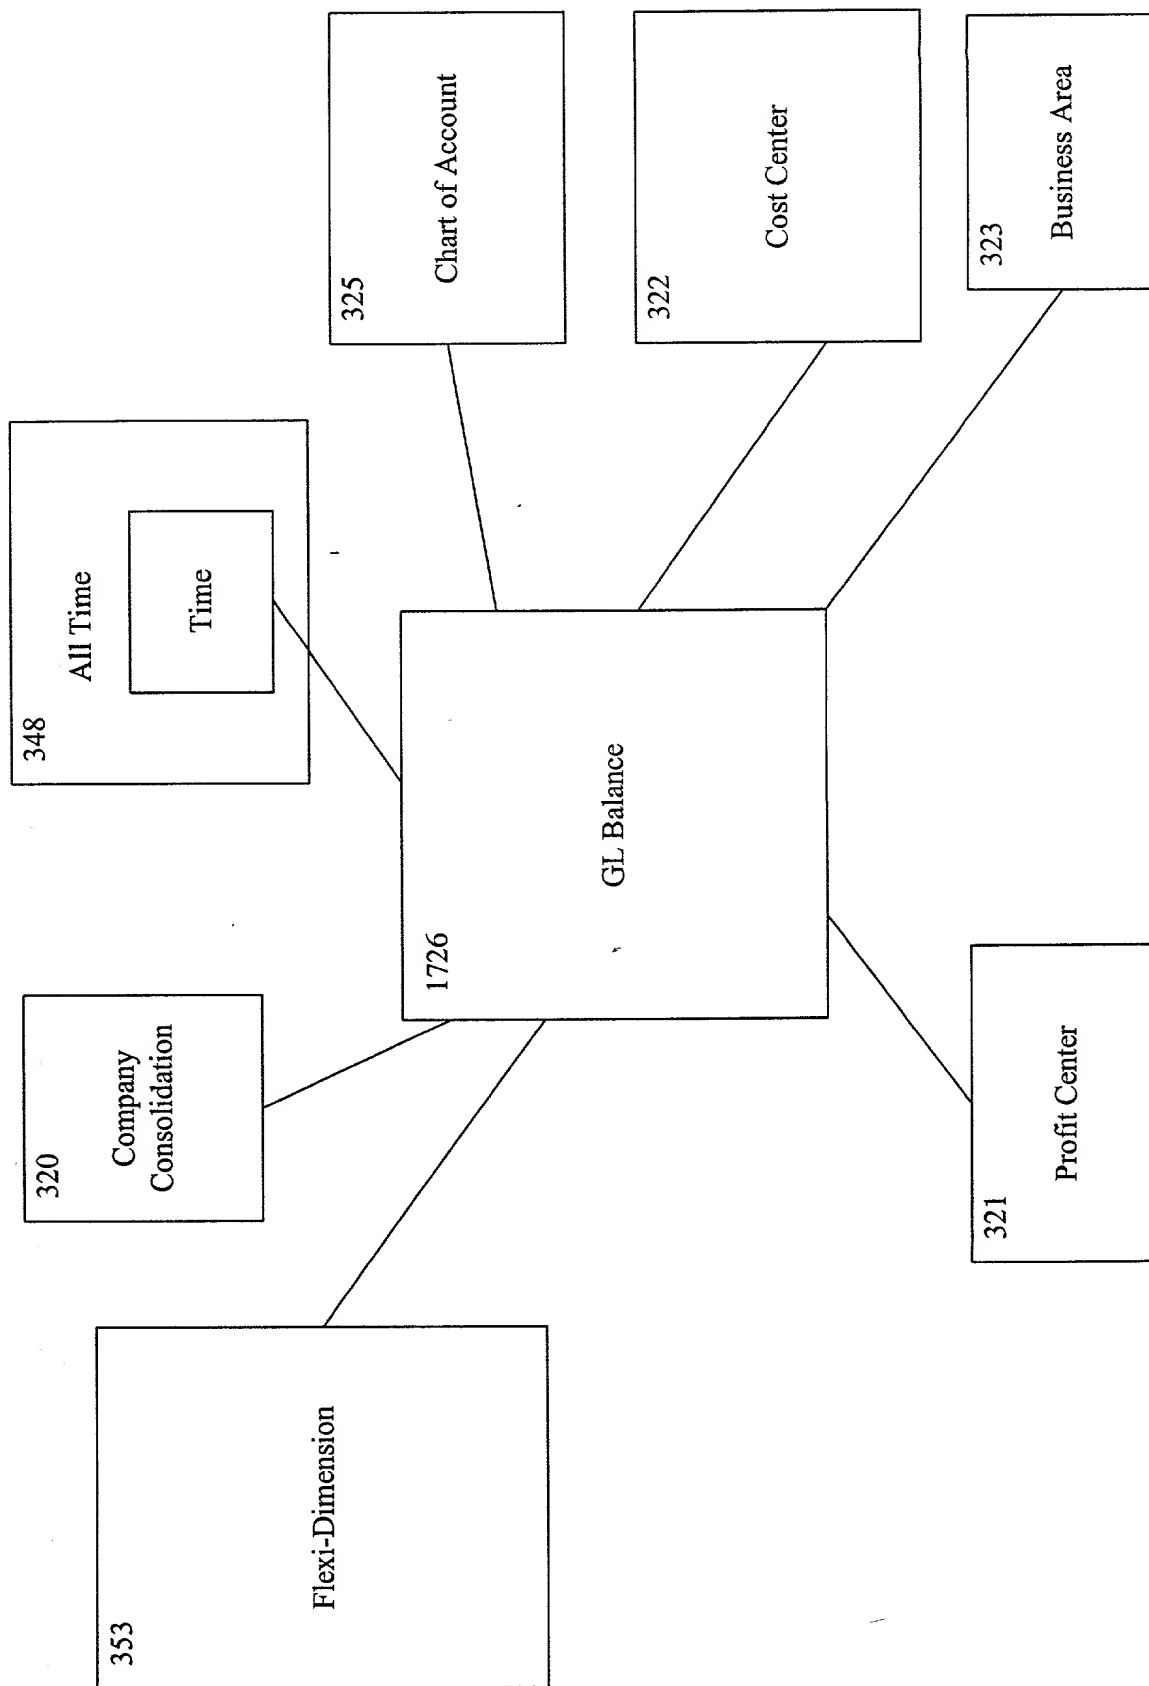 353
Flexi-Dimension
320
Company
Consolidation
348
All Time
Time
325
Chart of Account
1726
GL Balance
322
Cost Center
321
Profit Center
323
Business Area